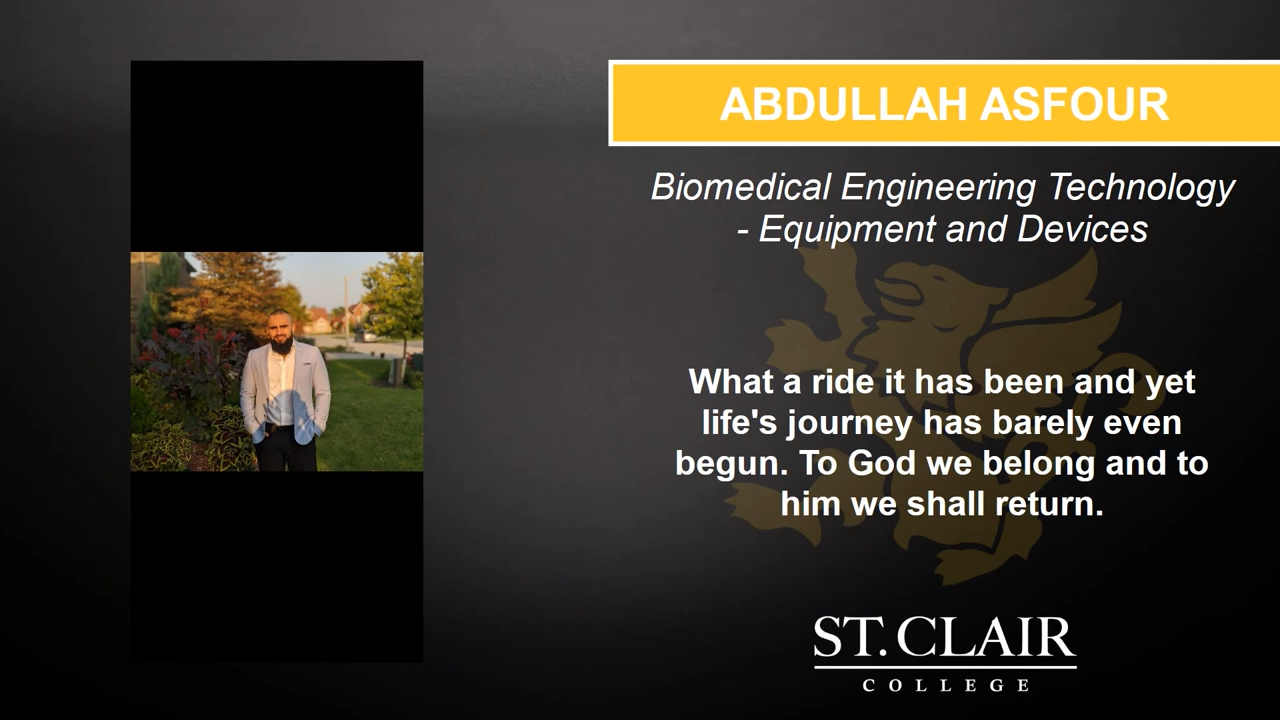 ABDULLAH ASFOUR
Biomedical Engineering Technology
- Equipment and Devices
What a ride it has been and yet
life's journey has barely even
begun. To God we belong and to
him we shall return.
ST. CLAIR
COLLEGE